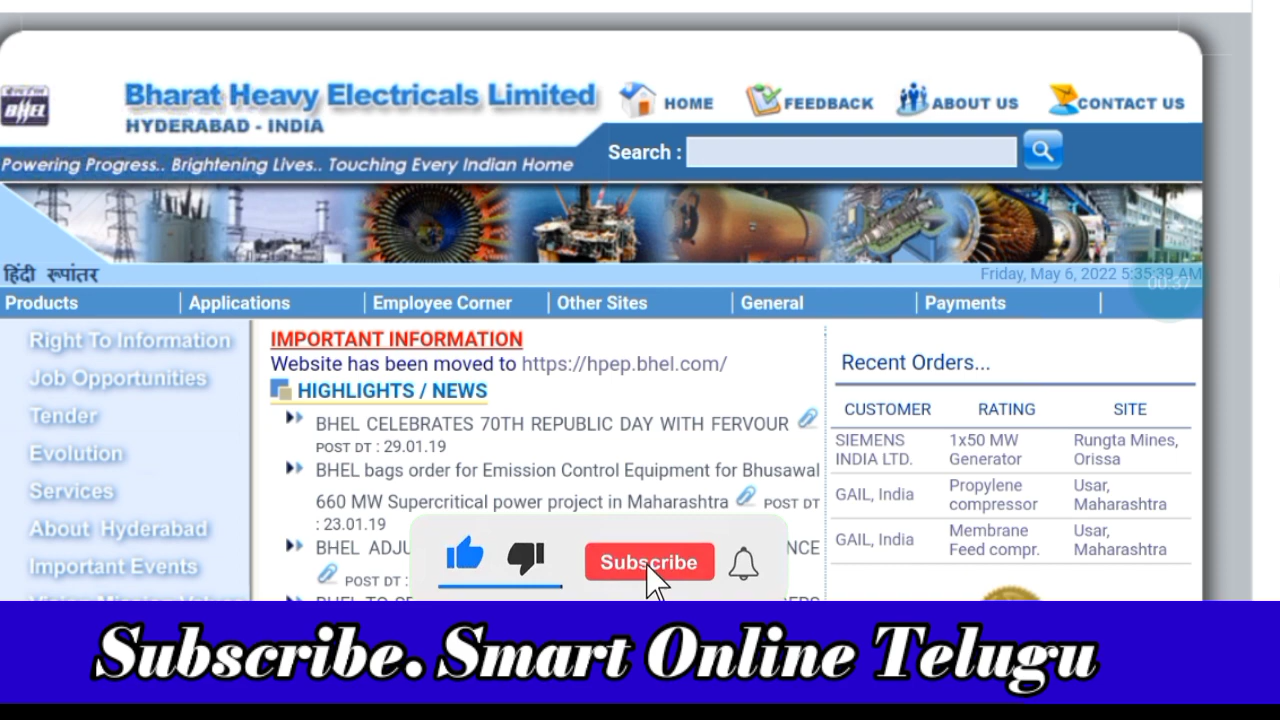 Bharat Heavy Electricals Limited
HYDERABAD - INDIA
BHEL
HOME
FEEDBACK
ABOUT US
CONTACT US
Powering Progress.. Brightening Lives.. Touching Every Indian Home
Search :
हिंदी रूपांतर
Friday, May 6, 2022 5:35:39 AM
00:37
Products
Applications
Employee Corner
Other Sites
General
Payments
Right To Information
Job Opportunities
Tender
Evolution
Services
About Hyderabad
Important Events
IMPORTANT INFORMATION
Website has been moved to https://hpep.bhel.com/
HIGHLIGHTS / NEWS
BHEL CELEBRATES 70TH REPUBLIC DAY WITH FERVOUR
POST DT : 29.01.19
BHEL bags order for Emission Control Equipment for Bhusawal
660 MW Supercritical power project in Maharashtra POST DT
: 23.01.19
BHEL
POST DT :
Recent Orders...
CUSTOMER RATING SITE
SIEMENS 1x50 MW Rungta Mines,
INDIA LTD. Generator Orissa
GAIL, India Propylene Usar,
compressor Maharashtra
GAIL, India Membrane Usar,
Feed compr. Maharashtra
Subscribe
Subscribe. Smart Online Telugu